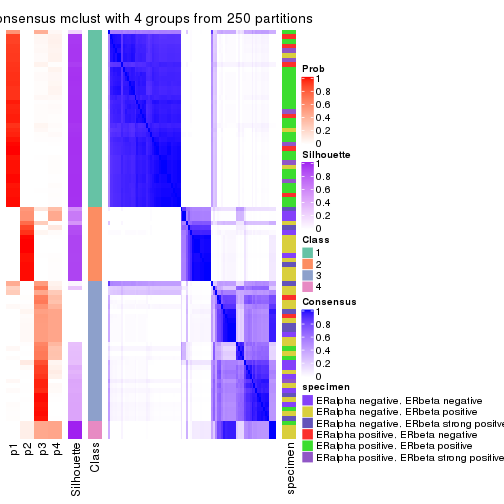 onsensus mclust with 4 groups from 250 partitions
Prob
1
0.8
0.6
0.4
0.2
0
Silhouette
1
0.8
0.6
0.4
0.2
0
Class
1
2
3
4
Consensus
1
0.8
0.6
0.4
0.2
0
specimen
ERalpha negative. ERbeta negative
ERalpha negative. ERbeta positive
ERalpha negative. ERbeta strong positive
ERalpha positive. ERbeta negative
ERalpha positive. ERbeta positive
ERalpha positive. ERbeta strong positive
p1
p2
p3
p4
Silhouette
Class
specimen